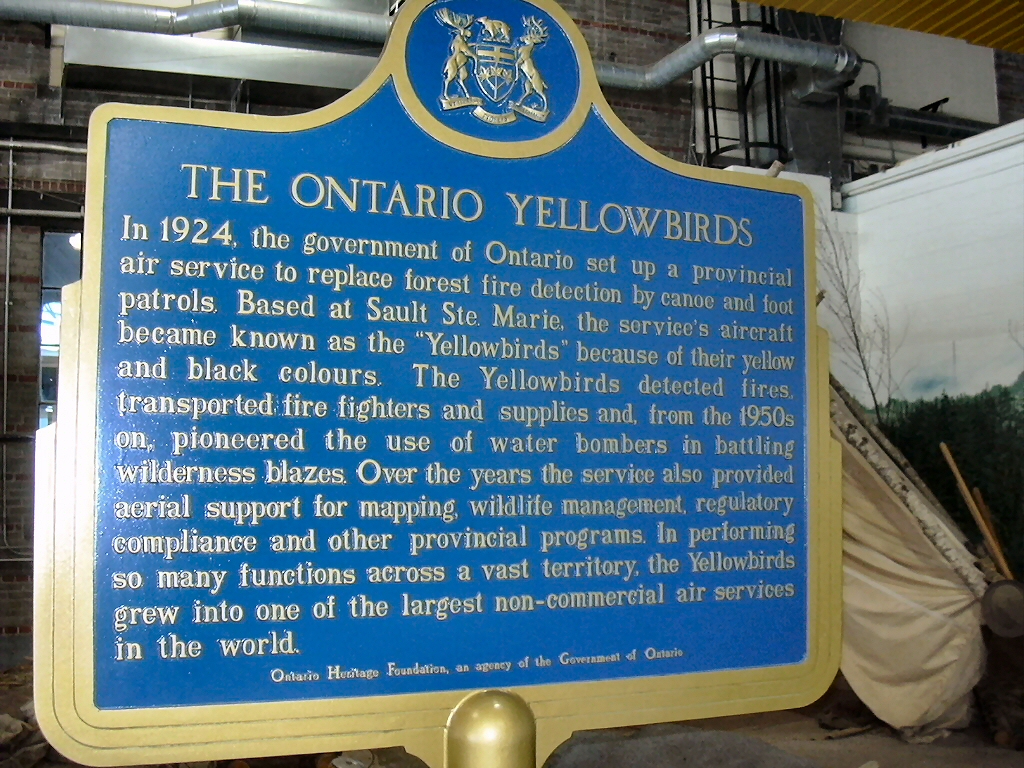 THE ONTARIO YELLOWBIRDS
In 1924, the government of Ontario set up a provincial
air service to replace forest fire detection by canoe and foot
patrols. Based at Sault Ste. Marie, the service's aircraft
became known as the "Yellowbirds" because of their yellow
and black colours. The Yellowbirds detected fires,
transported fire fighters and supplies and, from the 1950s
on, pioneered the use of water bombers in battling
wilderness blazes. Over the years the service also provided
aerial support for mapping, wildlife management, regulatory
compliance and other provincial programs. In performing
so many functions across a vast territory, the Yellowbirds
grew into one of the largest non-commercial air services
in the world.
Ontario Heritage Foundation, an agency of the Government of Ontario